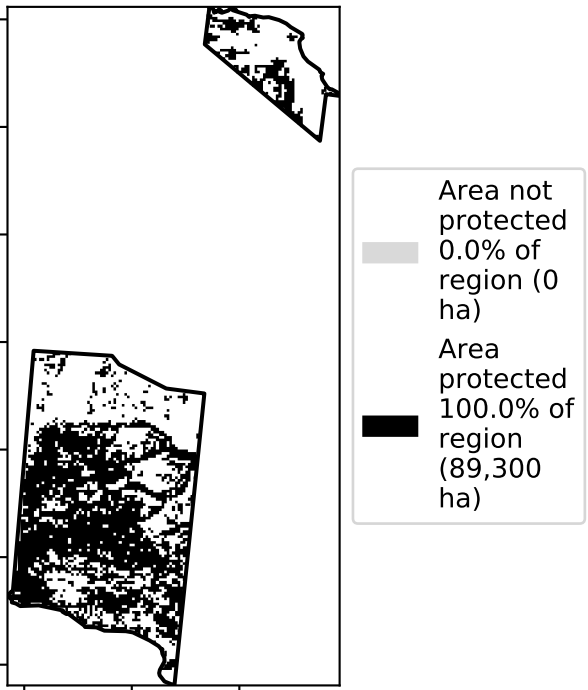 Area not
protected
0.0% of
region (0
ha)
Area
protected
100.0% of
region
(89,300
ha)